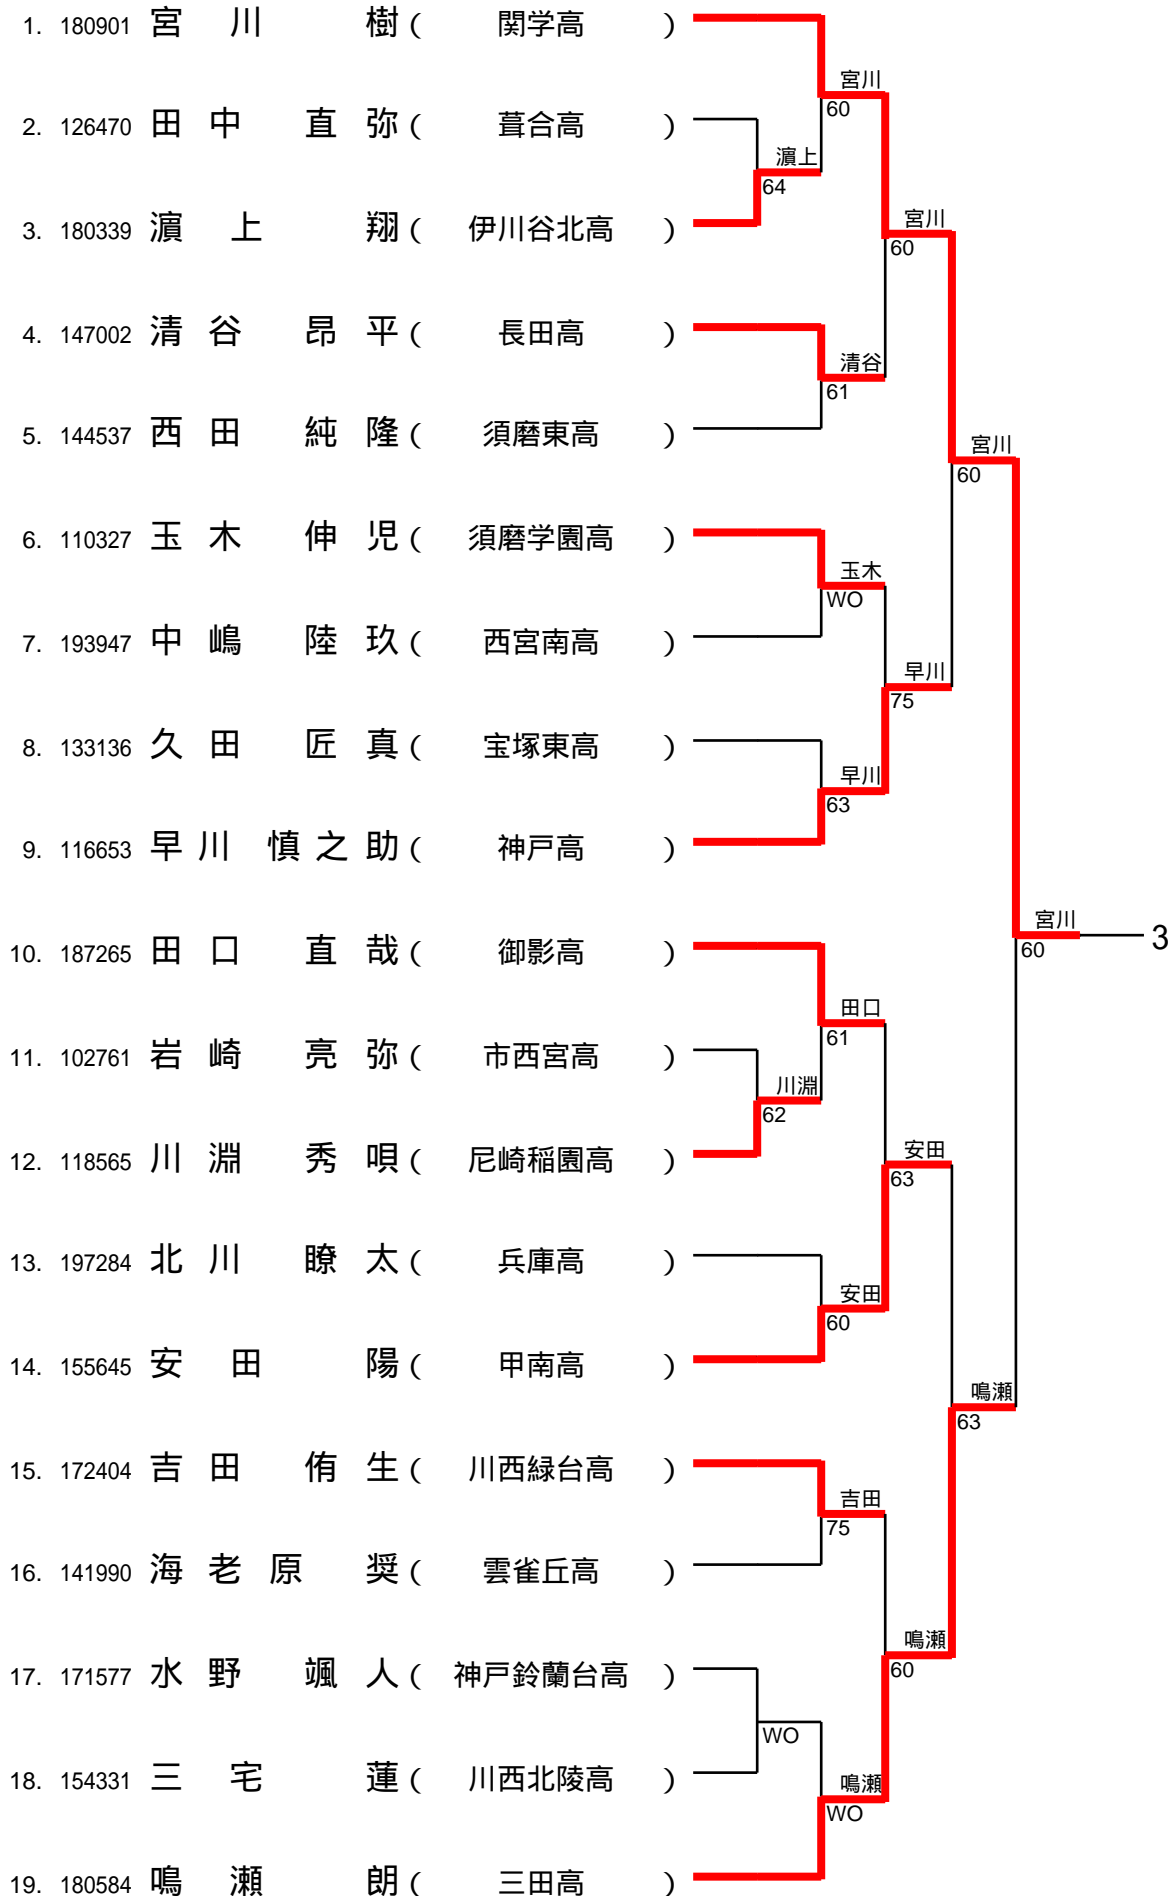 1. 180901 宮川 樹 ( 関学高 )
宮川
60
2. 126470 田中 直弥 ( 葺合高 )
濵上
64
3. 180339 濵上 翔 ( 伊川谷北高 )
宮川
60
4. 147002 清谷 昂平 ( 長田高 )
清谷
61
5. 144537 西田 純隆 ( 須磨東高 )
宮川
60
6. 110327 玉木 伸児 ( 須磨学園高 )
玉木
WO
7. 193947 中嶋 陸玖 ( 西宮南高 )
早川
75
8. 133136 久田 匠真 ( 宝塚東高 )
早川
63
9. 116653 早川 慎之助 ( 神戸高 )
宮川
60
3
10. 187265 田口 直哉 ( 御影高 )
田口
61
11. 102761 岩崎 亮弥 ( 市西宮高 )
川淵
62
12. 118565 川淵 秀唄 ( 尼崎稲園高 )
安田
63
13. 197284 北川 瞭太 ( 兵庫高 )
安田
60
14. 155645 安田 陽 ( 甲南高 )
鳴瀬
63
15. 172404 吉田 侑生 ( 川西緑台高 )
吉田
75
16. 141990 海老原 奨 ( 雲雀丘高 )
鳴瀬
60
17. 171577 水野 颯人 ( 神戸鈴蘭台高 )
WO
18. 154331 三宅 蓮 ( 川西北陵高 )
鳴瀬
WO
19. 180584 鳴瀬 朗 ( 三田高 )